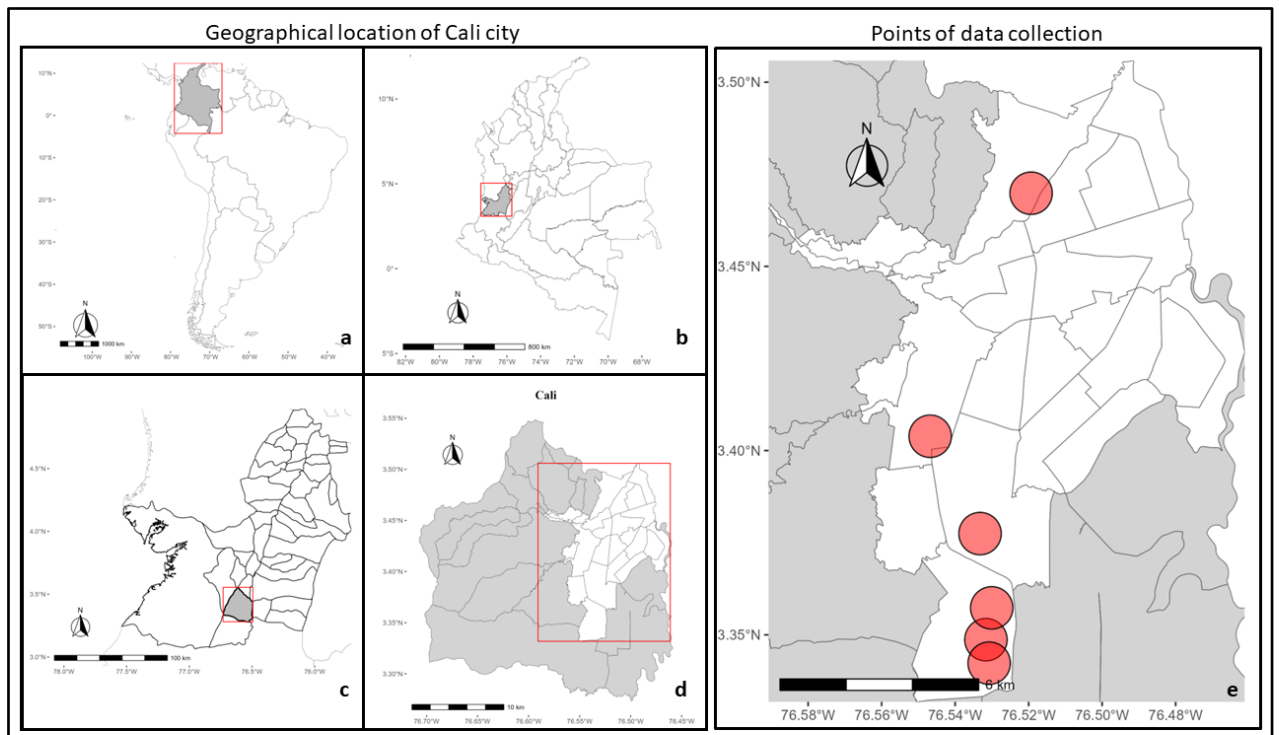 Geographical location of Cali city
Points of data collection
10°N
0°
10°S
20°S
30°S
40°S
50°S
N
1000 km
a
100°W 90°W 80°W 70°W 60°W 50°W 40°W
10°N
5°N
0°
5°S
N
800 km
b
82°W 80°W 78°W 76°W 74°W 72°W 70°W 68°W
4.5°N
4.0°N
3.5°N
3.0°N
N
100 km
c
78.0°W 77.5°W 77.0°W 76.5°W 76.0°W
Cali
3.55°N
3.50°N
3.45°N
3.40°N
3.35°N
3.30°N
N
10 km
d
76.70°W 76.65°W 76.60°W 76.55°W 76.50°W 76.45°W
3.50°N
3.45°N
3.40°N
3.35°N
N
6 km
e
76.58°W 76.56°W 76.54°W 76.52°W 76.50°W 76.48°W